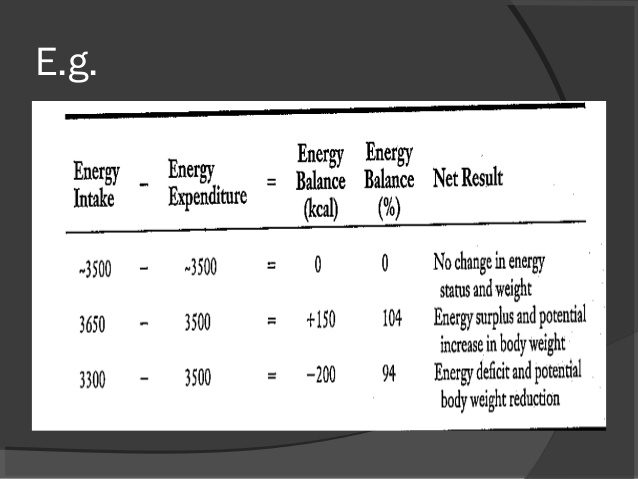 E.g.
Energy Intake – Energy Expenditure = Energy Balance (kcal) Energy Balance (%) Net Result
~3500 – ~3500 = 0 0 No change in energy status and weight
3650 – 3500 = +150 104 Energy surplus and potential increase in body weight
3300 – 3500 = −200 94 Energy deficit and potential body weight reduction